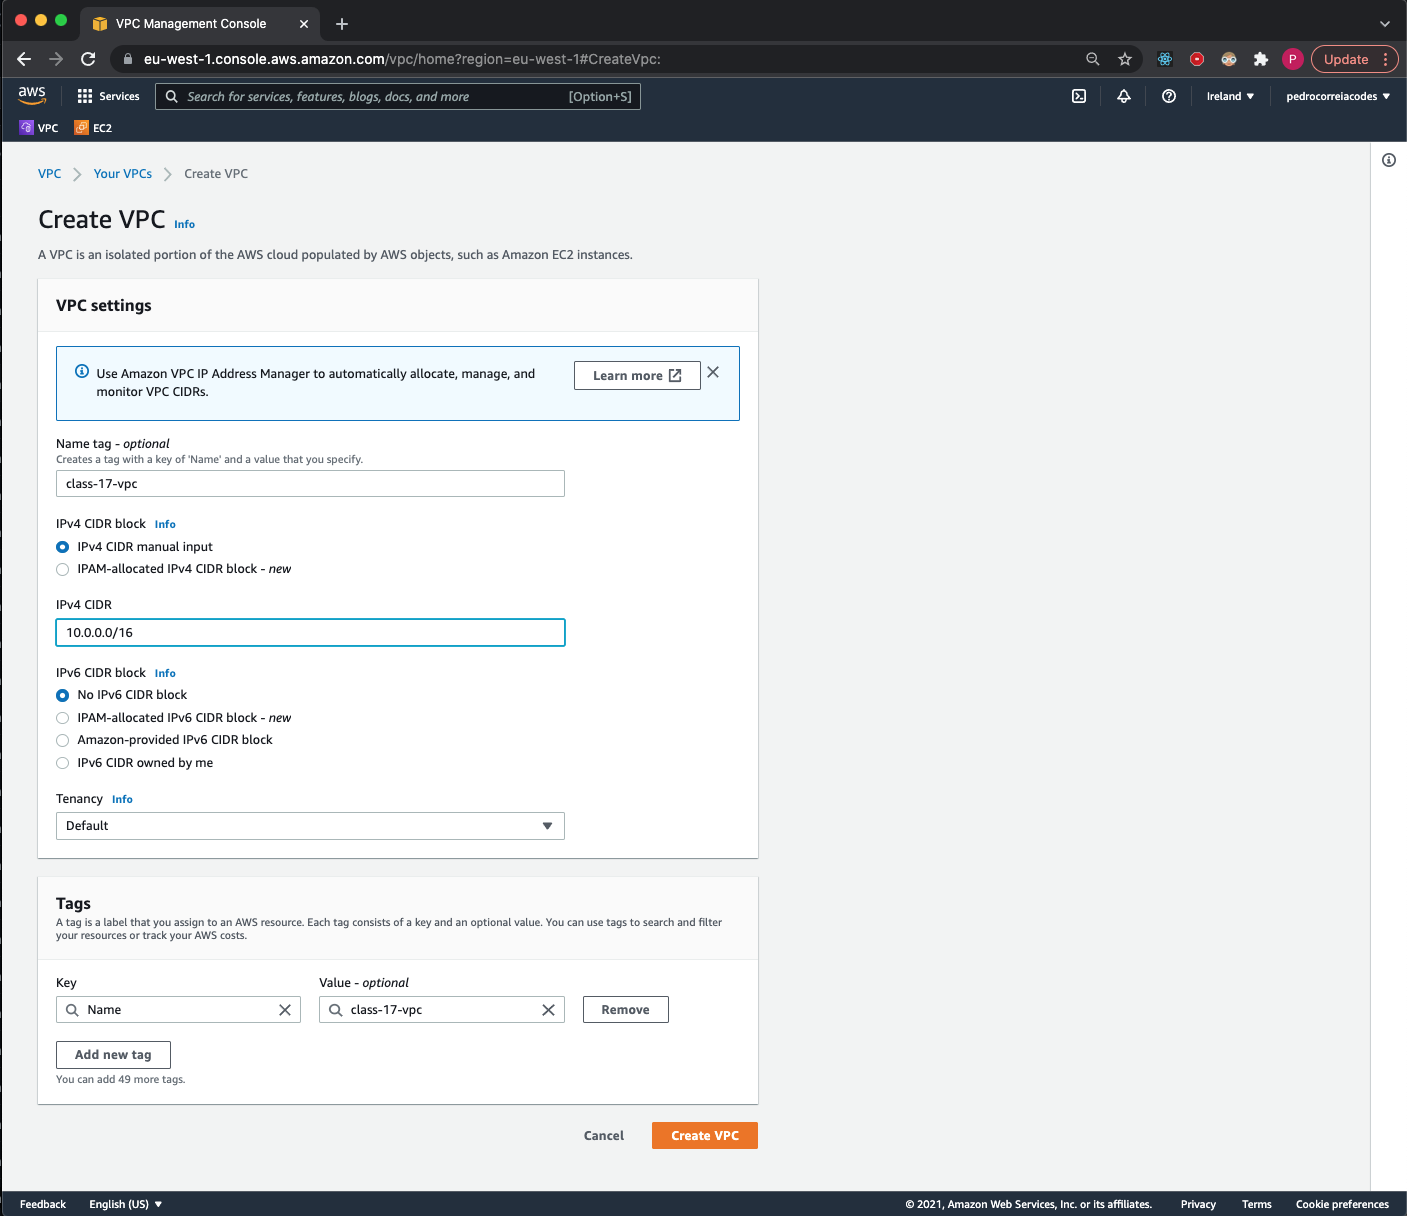 VPC Management Console
eu-west-1.console.aws.amazon.com/vpc/home?region=eu-west-1#CreateVpc:
P
Update
aws
Services
Search for services, features, blogs, docs, and more
[Option+S]
Ireland
pedrocorreiacodes
VPC
EC2
VPC
Your VPCs
Create VPC
Create VPC Info
A VPC is an isolated portion of the AWS cloud populated by AWS objects, such as Amazon EC2 instances.
VPC settings
Use Amazon VPC IP Address Manager to automatically allocate, manage, and
monitor VPC CIDRs.
Learn more
Name tag - optional
Creates a tag with a key of 'Name' and a value that you specify.
class-17-vpc
IPv4 CIDR block Info
IPv4 CIDR manual input
IPAM-allocated IPv4 CIDR block - new
IPv4 CIDR
10.0.0.0/16
IPv6 CIDR block Info
No IPv6 CIDR block
IPAM-allocated IPv6 CIDR block - new
Amazon-provided IPv6 CIDR block
IPv6 CIDR owned by me
Tenancy Info
Default
Tags
A tag is a label that you assign to an AWS resource. Each tag consists of a key and an optional value. You can use tags to search and filter
your resources or track your AWS costs.
Key
Value - optional
Name
class-17-vpc
Remove
Add new tag
You can add 49 more tags.
Cancel
Create VPC
Feedback
English (US)
© 2021, Amazon Web Services, Inc. or its affiliates.
Privacy
Terms
Cookie preferences